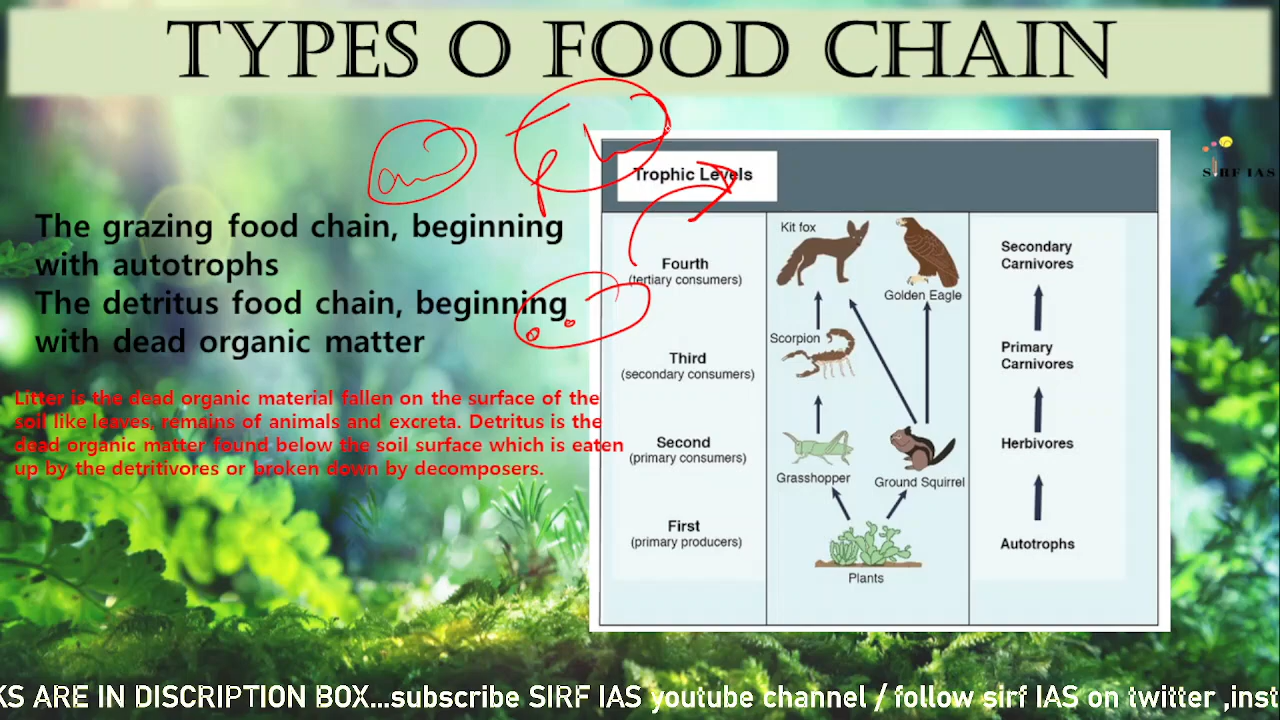 TYPES O FOOD CHAIN
The grazing food chain, beginning
with autotrophs
The detritus food chain, beginning
with dead organic matter
Litter is the dead organic material fallen on the surface of the
soil like leaves, remains of animals and excreta. Detritus is the
dead organic matter found below the soil surface which is eaten
up by the detritivores or broken down by decomposers.
SIRF IAS
Trophic Levels
Fourth
(tertiary consumers)
Kit fox
Golden Eagle
Secondary
Carnivores
Third
(secondary consumers)
Scorpion
Primary
Carnivores
Second
(primary consumers)
Grasshopper
Ground Squirrel
Herbivores
First
(primary producers)
Plants
Autotrophs
KS ARE IN DISCRIPTION BOX...subscribe SIRF IAS youtube channel / follow sirf IAS on twitter ,inst